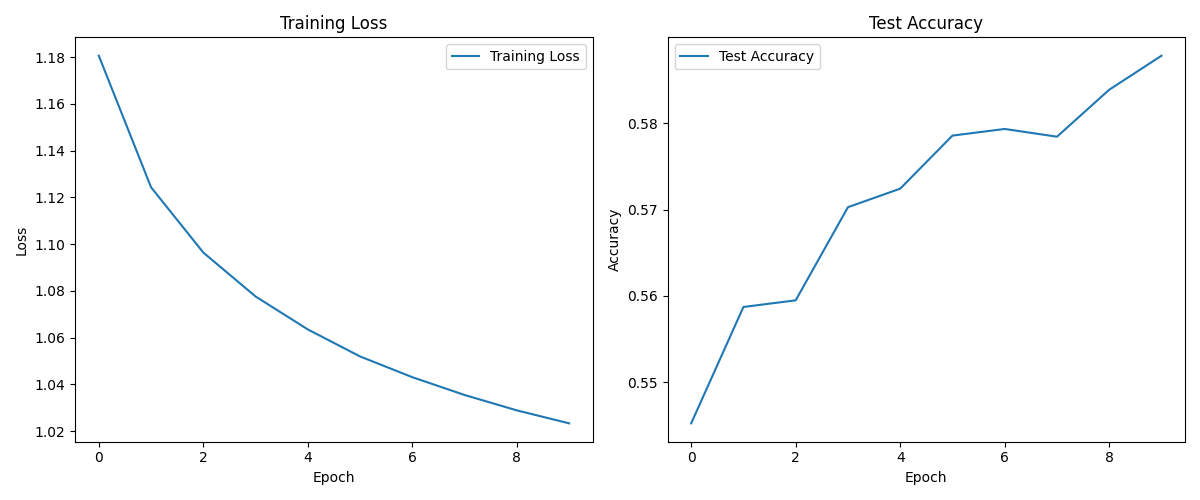 Training Loss
Training Loss
1.18
1.16
1.14
1.12
1.10
1.08
1.06
1.04
1.02
Loss
0 2 4 6 8
Epoch
Test Accuracy
Test Accuracy
0.58
0.57
0.56
0.55
Accuracy
0 2 4 6 8
Epoch